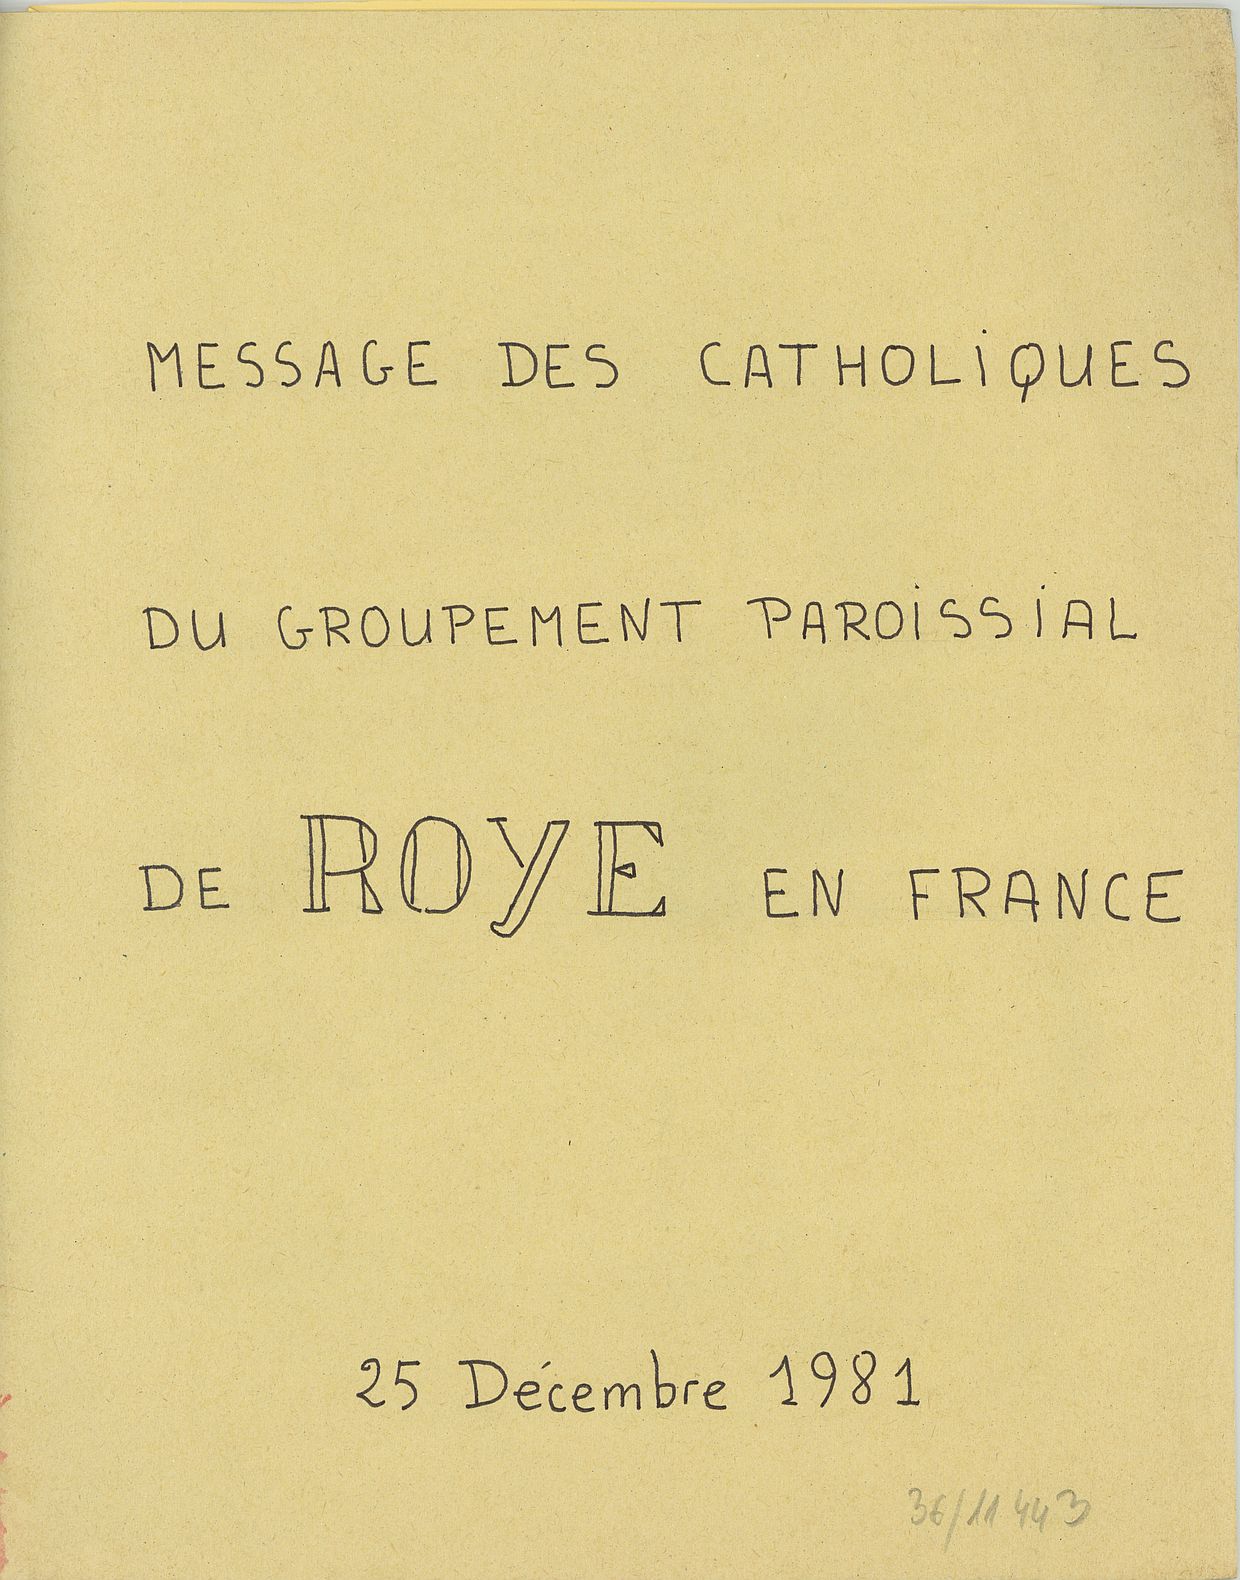 MESSAGE DES CATHOLiQUES
DU GROUPEMENT PAROiSSiAL
DE ROYE EN FRANCE
25 Décembre 1981
36/11443